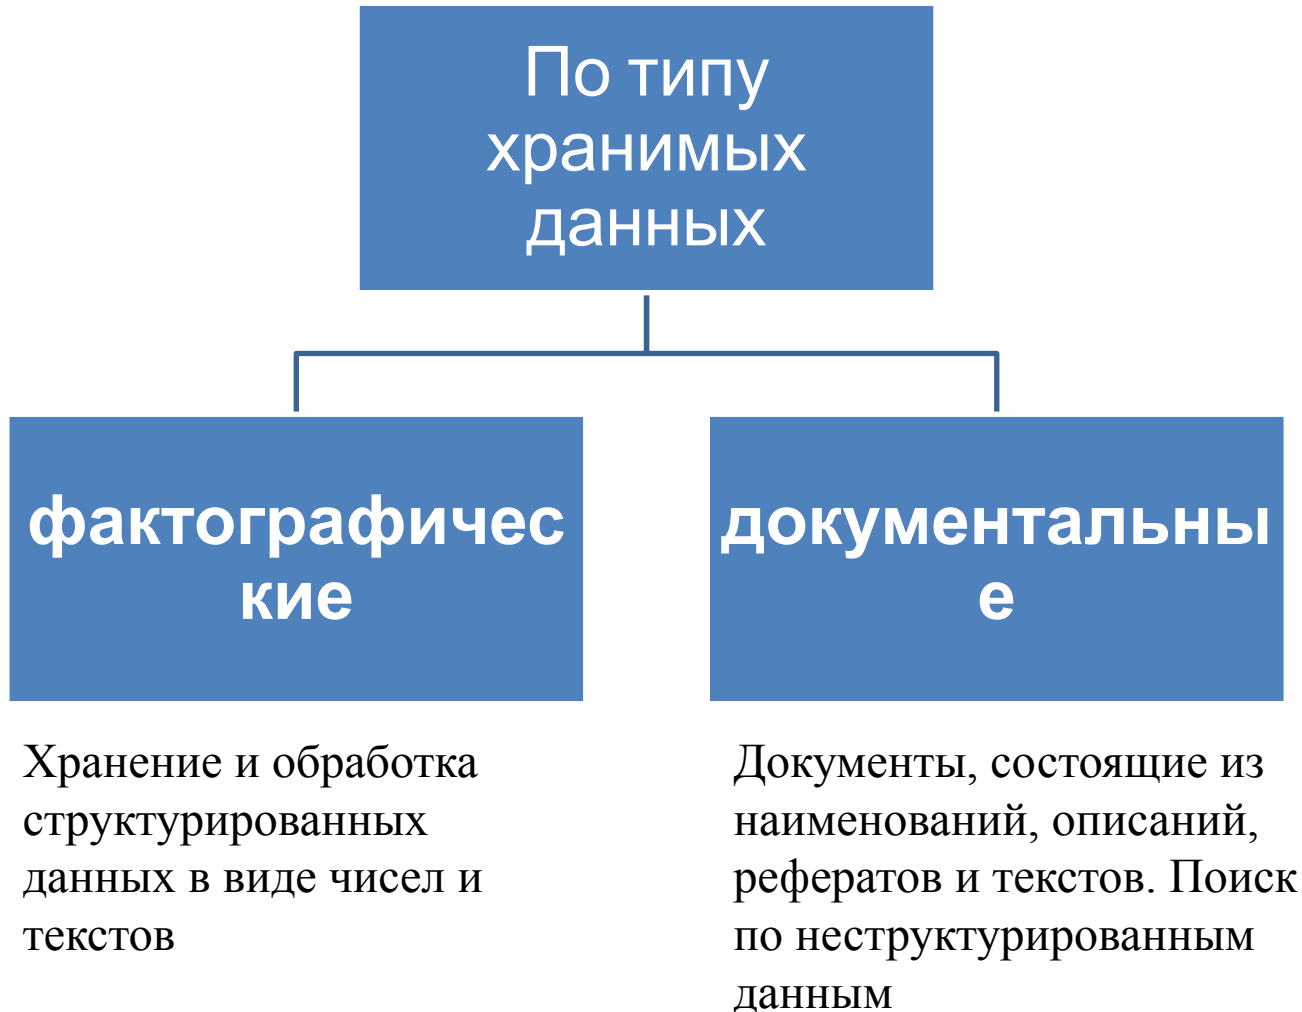 По типу
хранимых
данных
фактографичес
кие
документальны
е
Хранение и обработка
структурированных
данных в виде чисел и
текстов
Документы, состоящие из
наименований, описаний,
рефератов и текстов. Поиск
по неструктурированным
данным